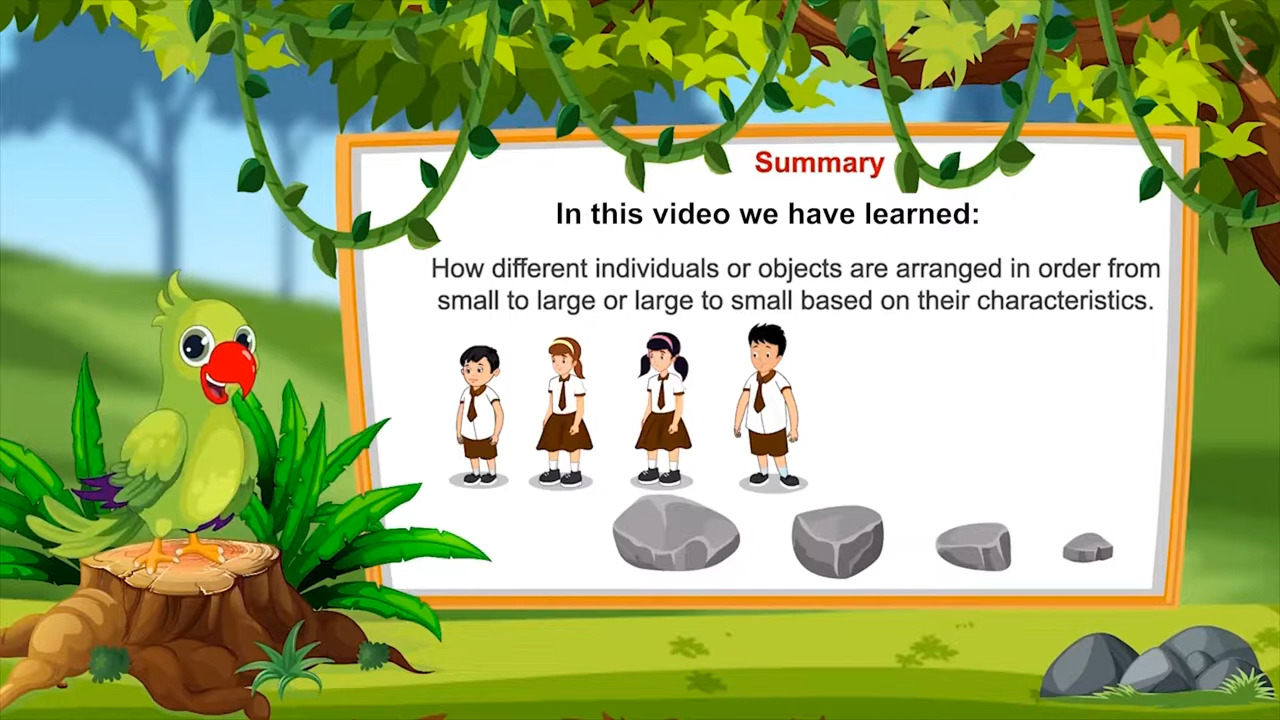 Summary
In this video we have learned:
How different individuals or objects are arranged in order from
small to large or large to small based on their characteristics.